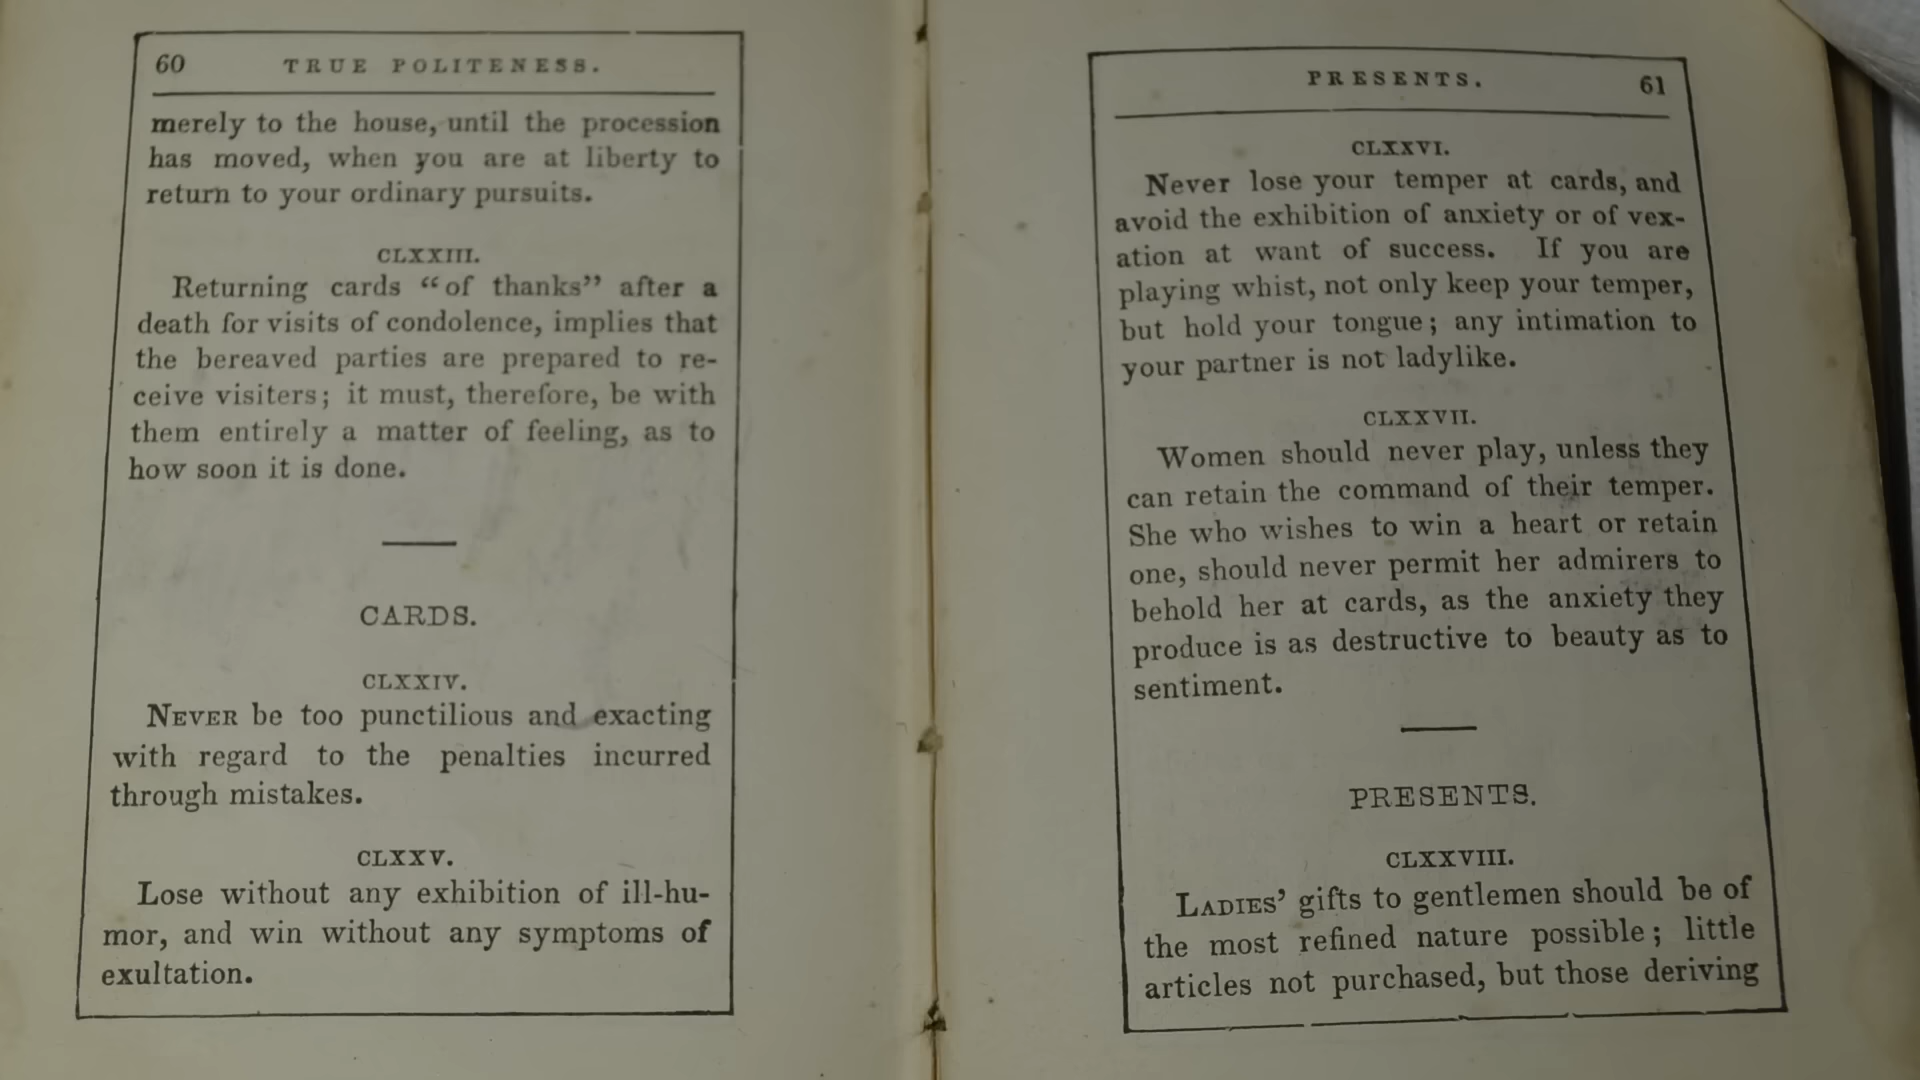 60 TRUE POLITENESS.
merely to the house, until the procession
has moved, when you are at liberty to
return to your ordinary pursuits.
CLXXIII.
Returning cards “of thanks” after a
death for visits of condolence, implies that
the bereaved parties are prepared to re-
ceive visiters; it must, therefore, be with
them entirely a matter of feeling, as to
how soon it is done.
CARDS.
CLXXIV.
NEVER be too punctilious and exacting
with regard to the penalties incurred
through mistakes.
CLXXV.
Lose without any exhibition of ill-hu-
mor, and win without any symptoms of
exultation.
PRESENTS. 61
CLXXVI.
Never lose your temper at cards, and
avoid the exhibition of anxiety or of vex-
ation at want of success. If you are
playing whist, not only keep your temper,
but hold your tongue; any intimation to
your partner is not ladylike.
CLXXVII.
Women should never play, unless they
can retain the command of their temper.
She who wishes to win a heart or retain
one, should never permit her admirers to
behold her at cards, as the anxiety they
produce is as destructive to beauty as to
sentiment.
PRESENTS.
CLXXVIII.
LADIES’ gifts to gentlemen should be of
the most refined nature possible; little
articles not purchased, but those deriving